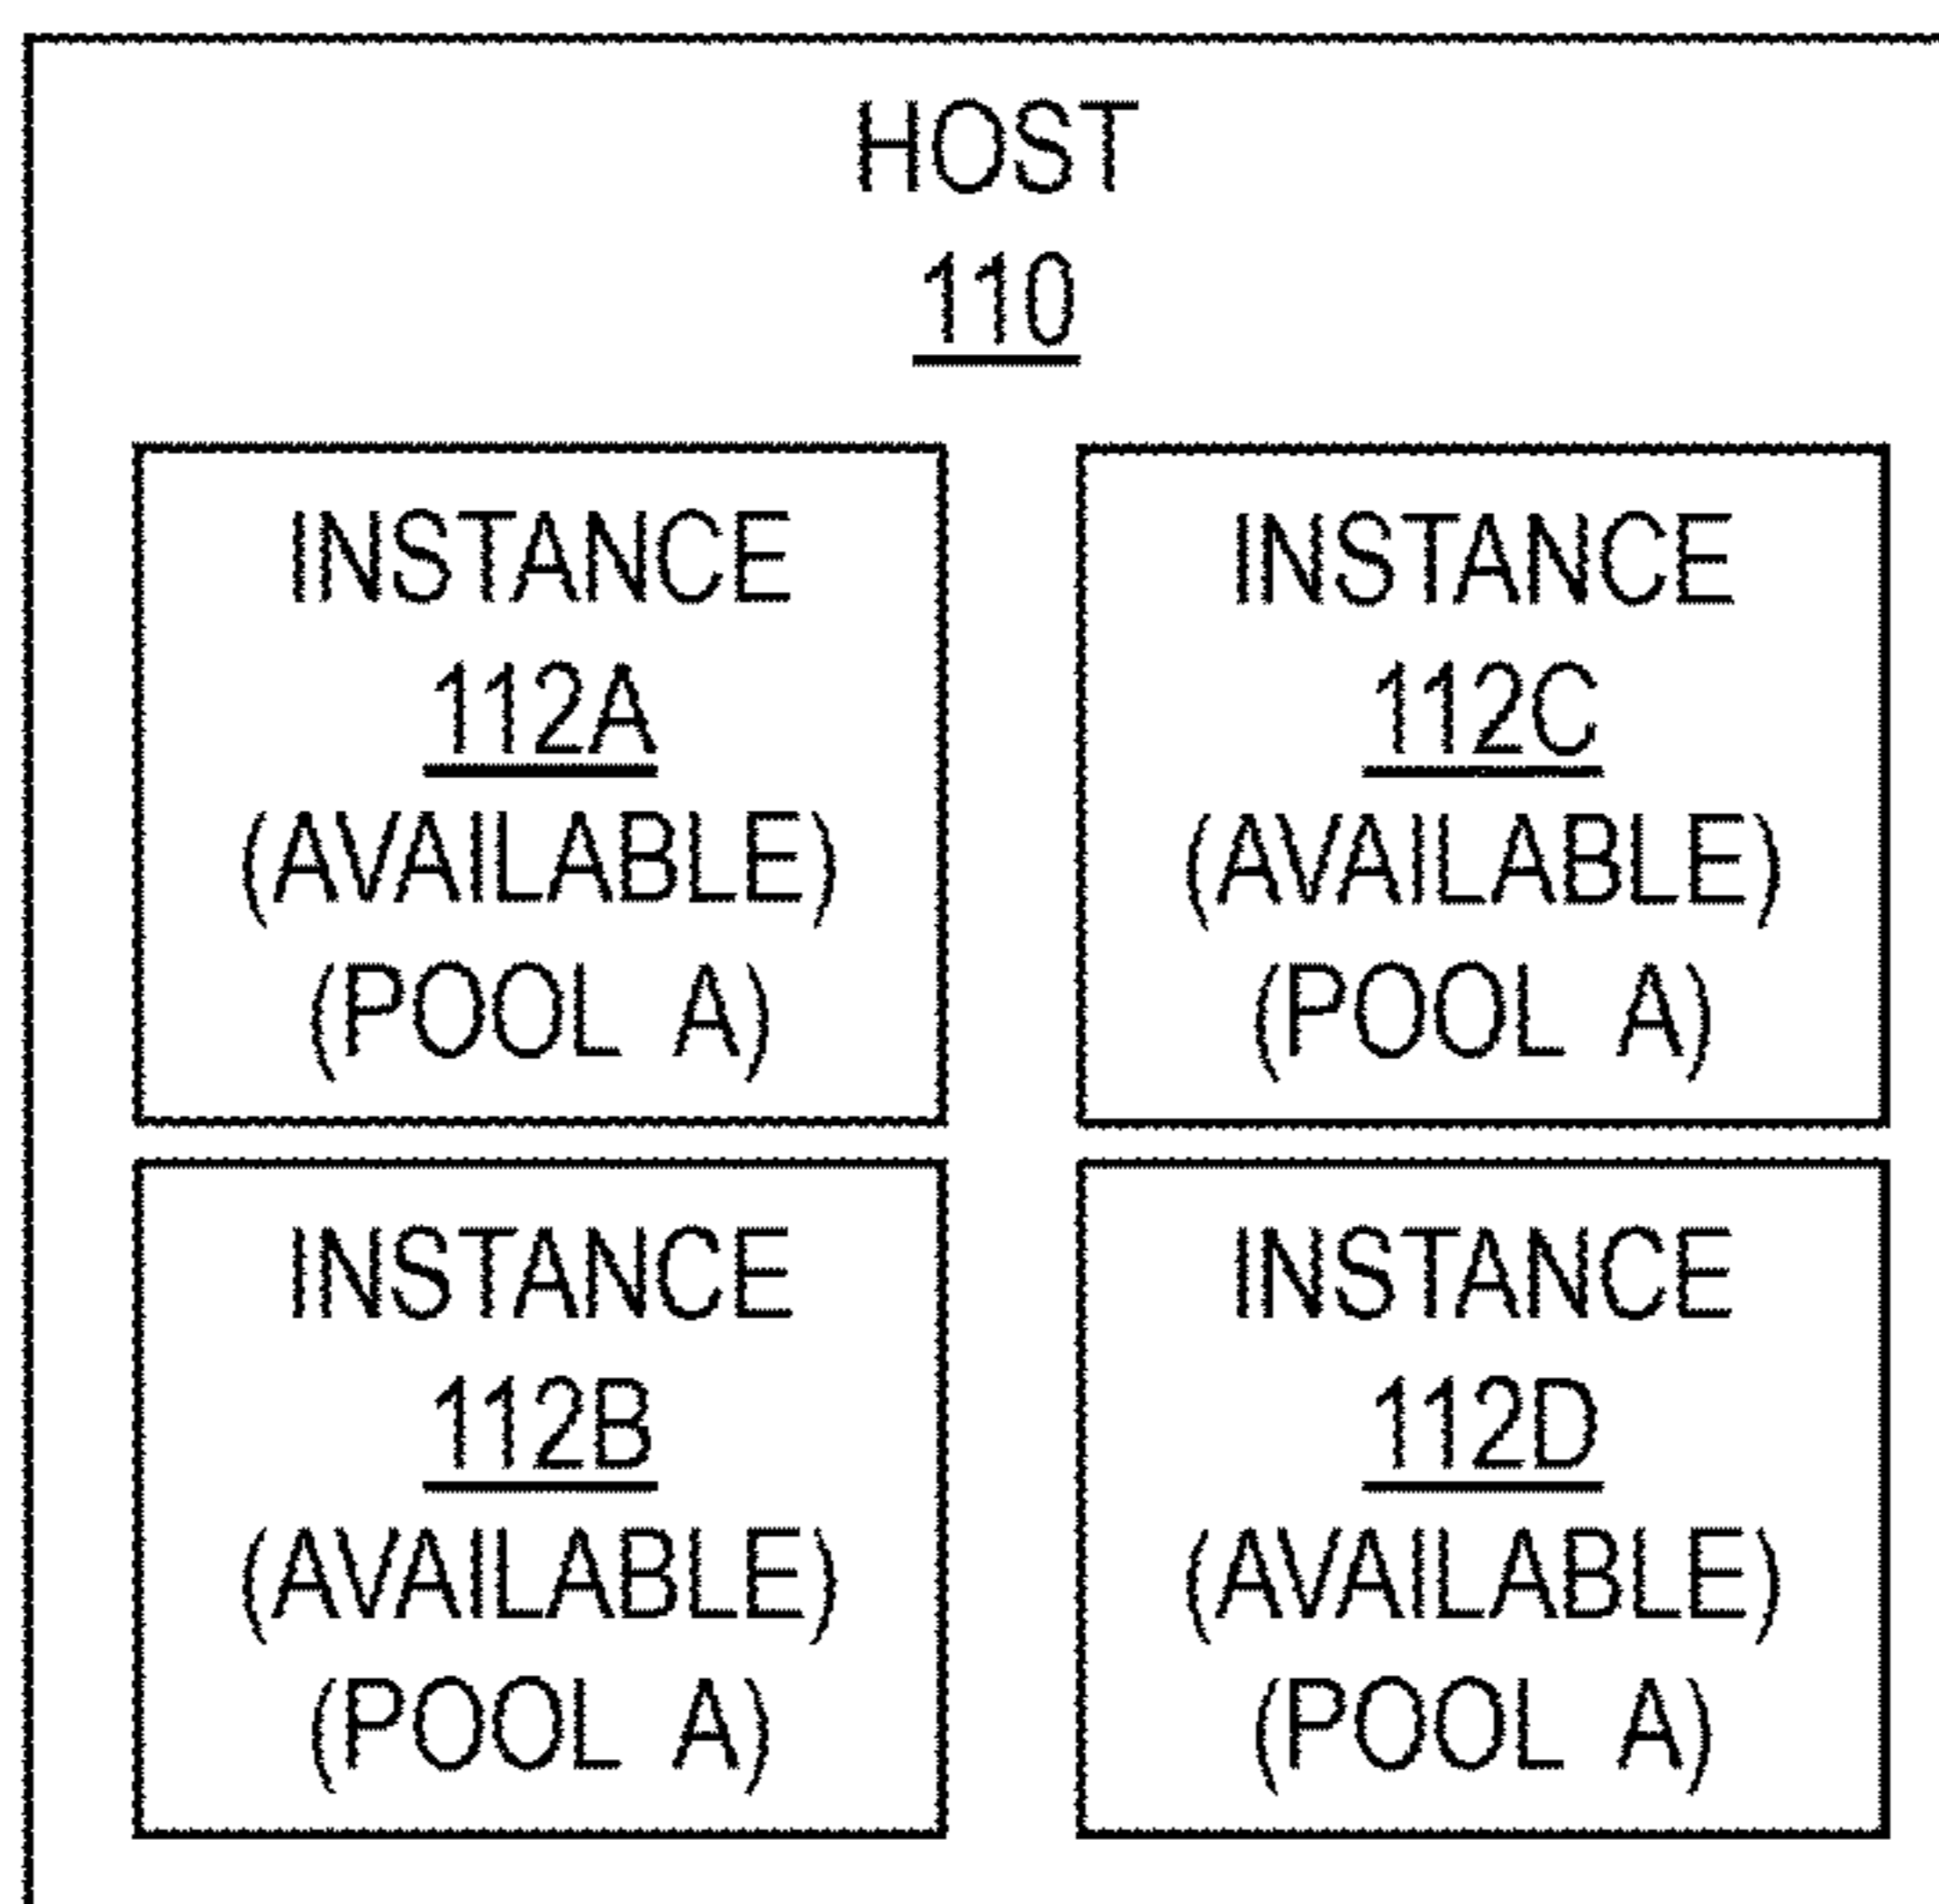 HOST
110
INSTANCE
112A
(AVAILABLE)
(POOL A)
INSTANCE
112C
(AVAILABLE)
(POOL A)
INSTANCE
112B
(AVAILABLE)
(POOL A)
INSTANCE
112D
(AVAILABLE)
(POOL A)